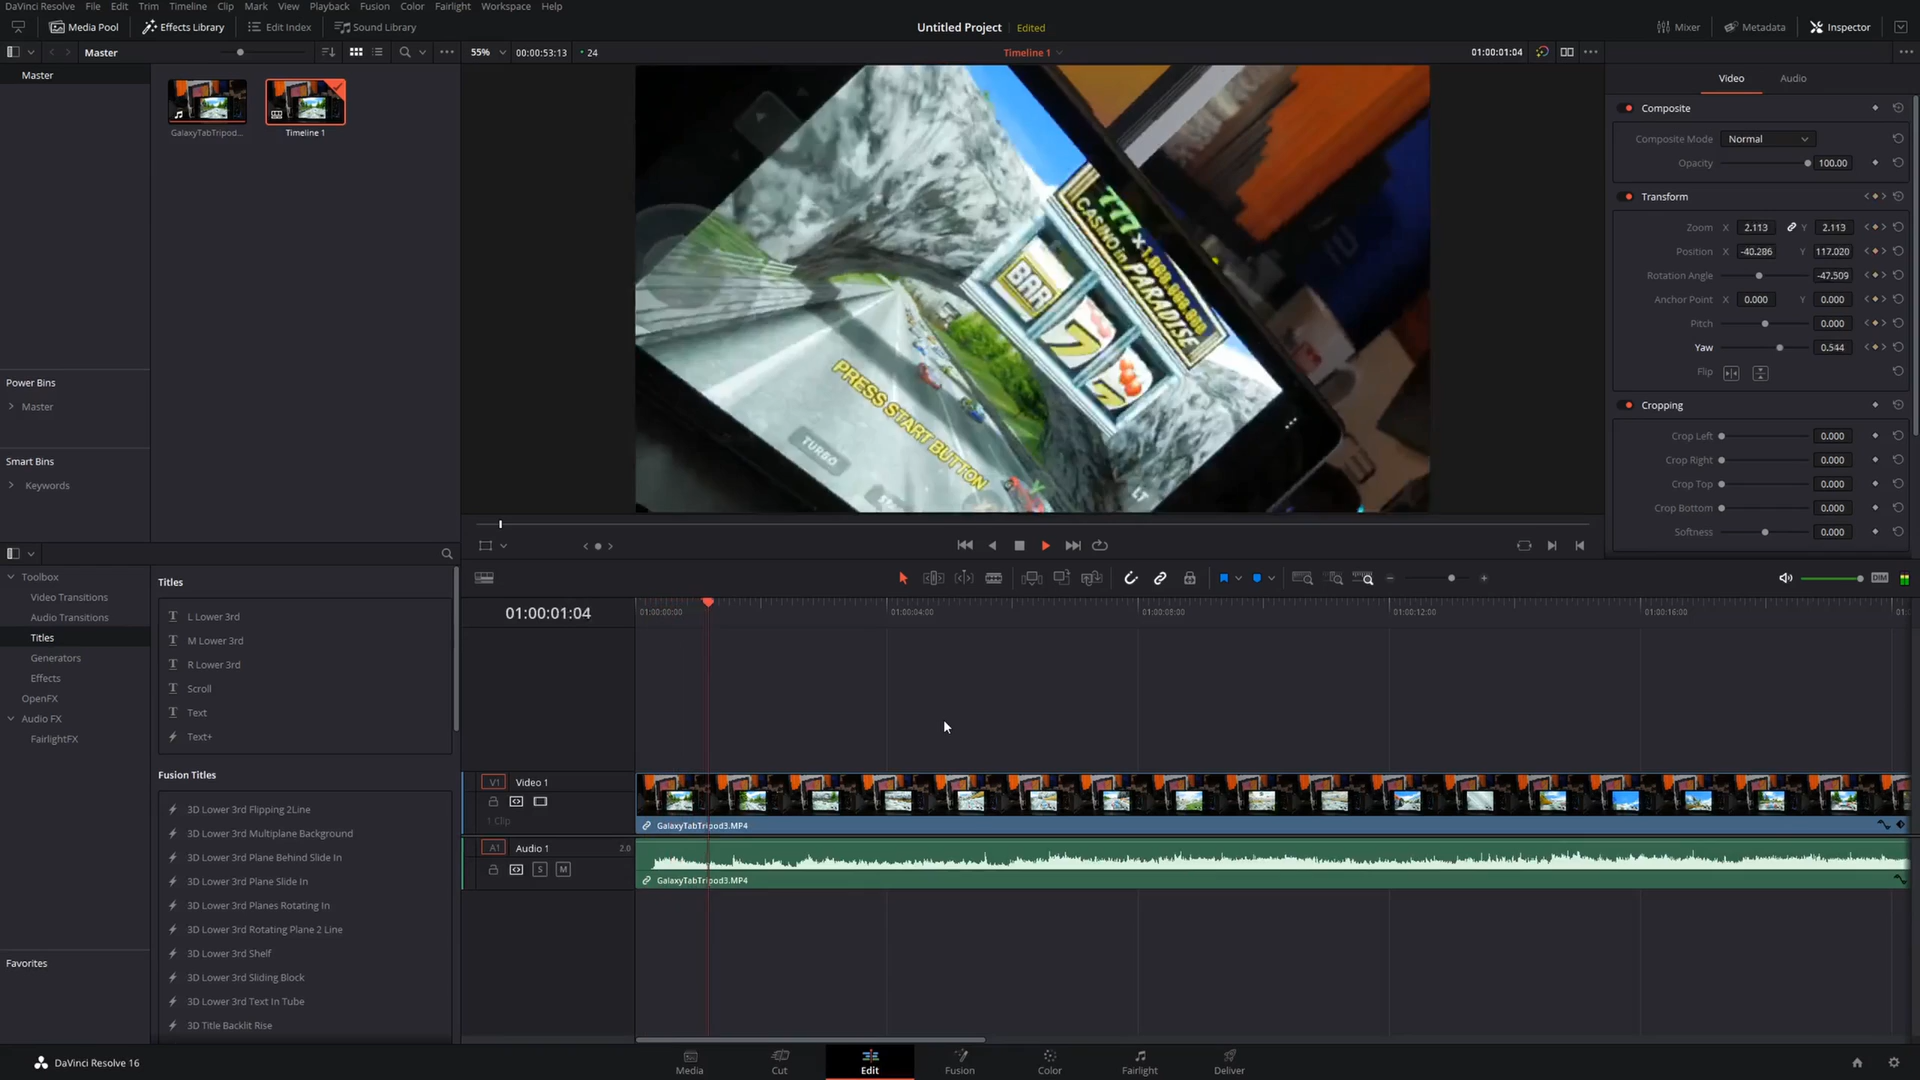 DaVinci Resolve File Edit Trim Timeline Clip Mark View Playback Fusion Color Fairlight Workspace Help
Media Pool Effects Library Edit Index Sound Library Untitled Project Edited Mixer Metadata Inspector
Master 55% 00:00:53:13 24 Timeline 1 01:00:01:04
Master
GalaxyTabTripod... Timeline 1
Power Bins
Master
Smart Bins
Keywords
777 x 1.000.000.000
CASINO in PARADISE
BAR 7 7
PRESS START BUTTON
TURBO
LT
Video Audio
Composite
Composite Mode Normal
Opacity 100.00
Transform
Zoom X 2.113 Y 2.113
Position X -40.286 Y 117.020
Rotation Angle -47.509
Anchor Point X 0.000 Y 0.000
Pitch 0.000
Yaw 0.544
Flip
Cropping
Crop Left 0.000
Crop Right 0.000
Crop Top 0.000
Crop Bottom 0.000
Softness 0.000
Toolbox
Video Transitions
Audio Transitions
Titles
Generators
Effects
OpenFX
Audio FX
FairlightFX
Favorites
Titles
L Lower 3rd
M Lower 3rd
R Lower 3rd
Scroll
Text
Text+
Fusion Titles
3D Lower 3rd Flipping 2Line
3D Lower 3rd Multiplane Background
3D Lower 3rd Plane Behind Slide In
3D Lower 3rd Plane Slide In
3D Lower 3rd Planes Rotating In
3D Lower 3rd Rotating Plane 2 Line
3D Lower 3rd Shelf
3D Lower 3rd Sliding Block
3D Lower 3rd Text In Tube
3D Title Backlit Rise
DIM
01:00:01:04 01:00:00:00 01:00:04:00 01:00:08:00 01:00:12:00 01:00:16:00
V1 Video 1
1 Clip
GalaxyTabTripod3.MP4
A1 Audio 1 2.0
S M
GalaxyTabTripod3.MP4
DaVinci Resolve 16 Media Cut Edit Fusion Color Fairlight Deliver